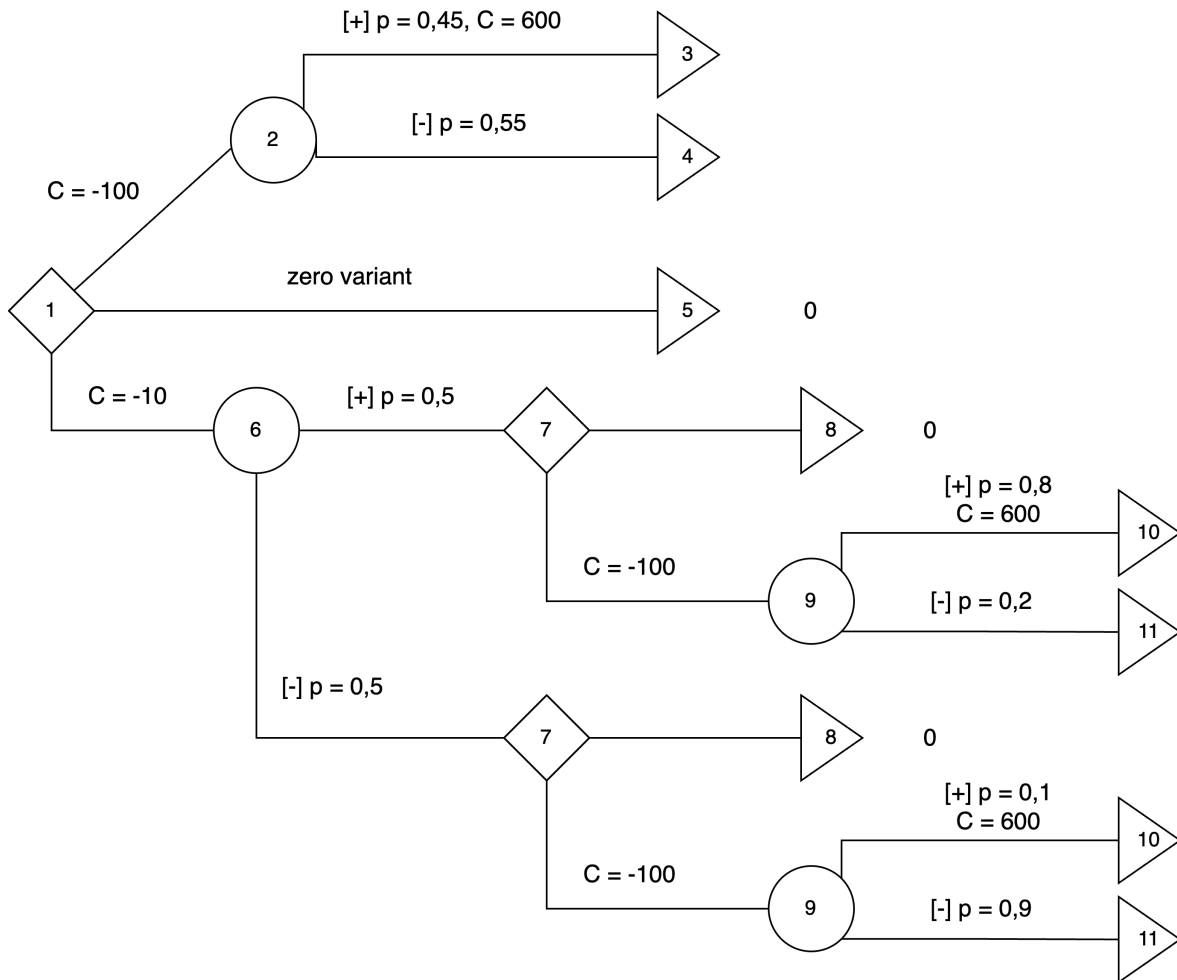 [+] p = 0,45, C = 600
3
[-] p = 0,55
2
4
C = -100
zero variant
1
5
0
C = -10
[+] p = 0,5
6
7
8
0
[+] p = 0,8
C = 600
10
C = -100
9
[-] p = 0,2
11
[-] p = 0,5
7
8
0
[+] p = 0,1
C = 600
10
C = -100
9
[-] p = 0,9
11